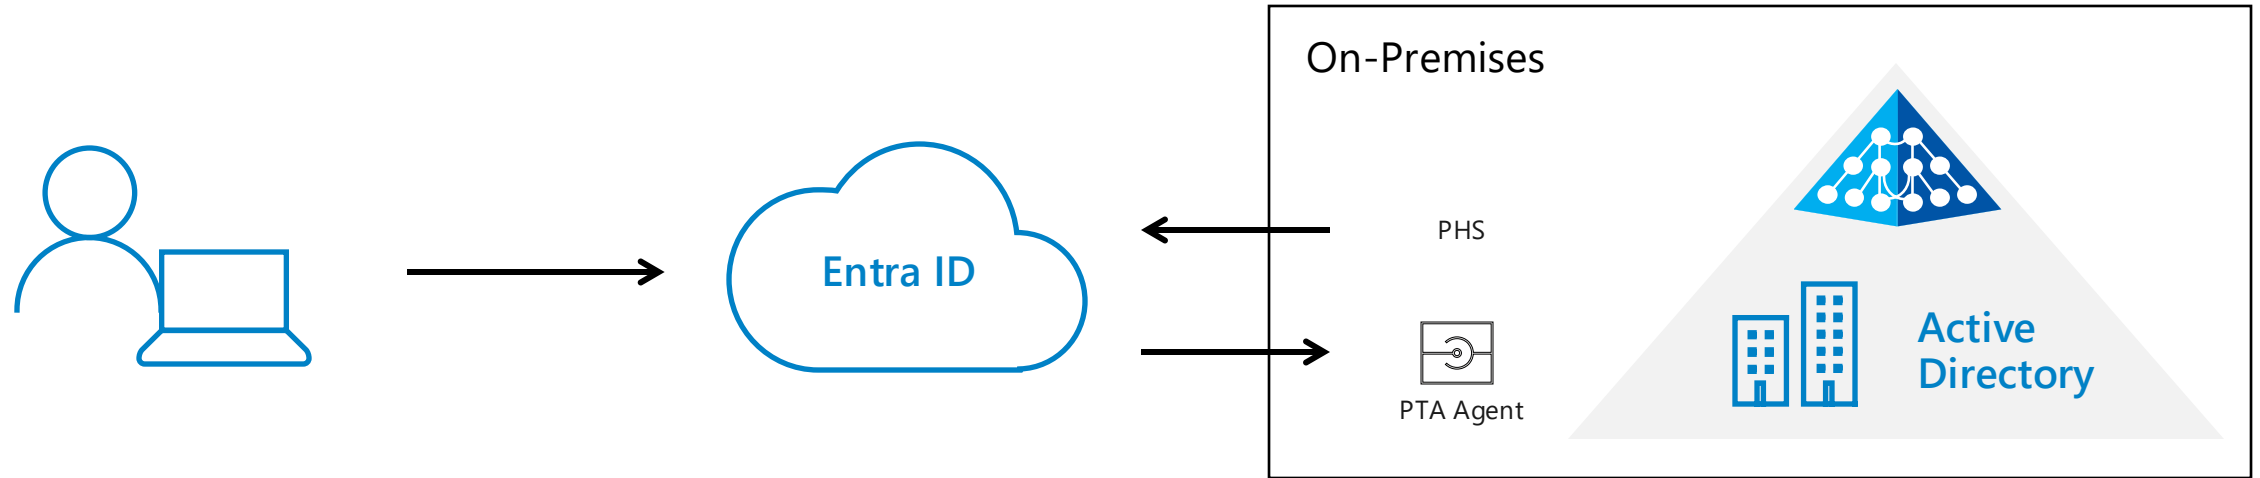 On-Premises
Entra ID
PHS
PTA Agent
Active
Directory